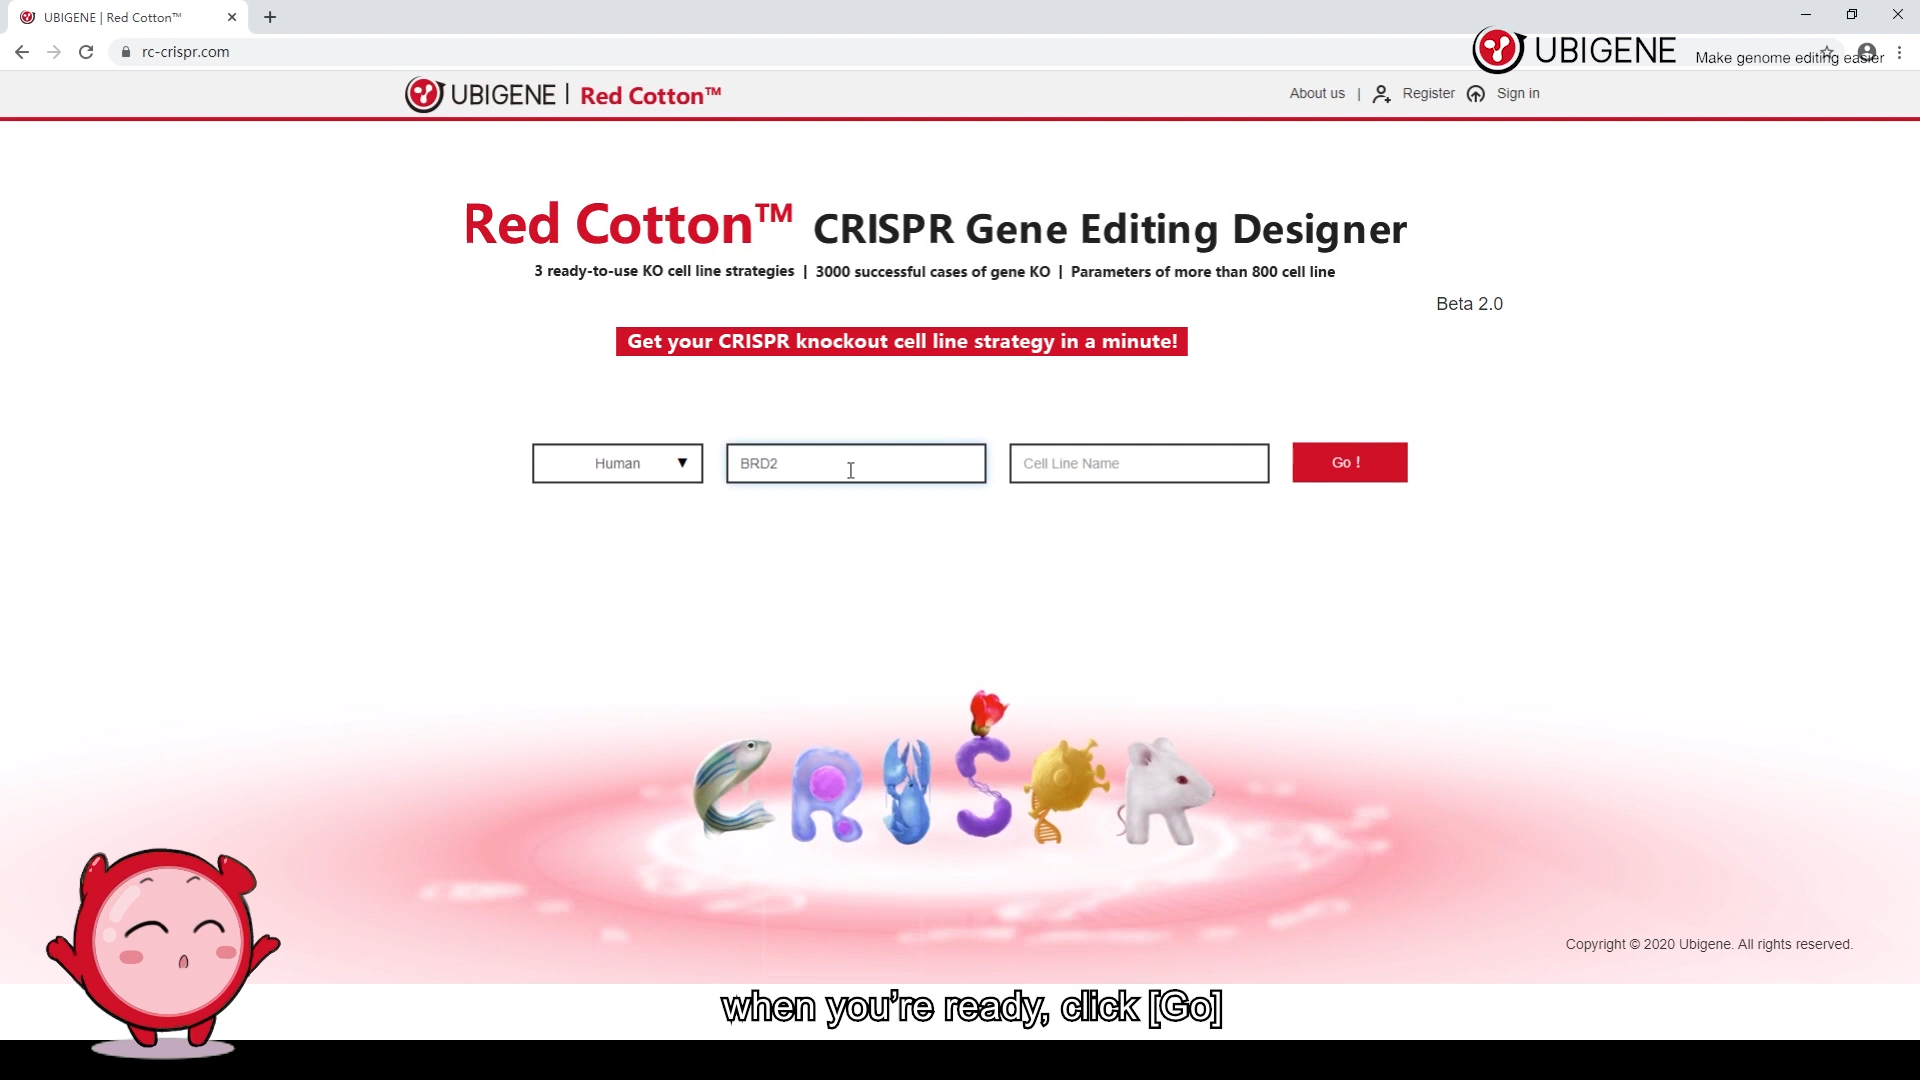 UBIGENE | Red Cotton™
rc-crispr.com
UBIGENE Make genome editing easier
UBIGENE | Red Cotton™
About us | Register Sign in
Red Cotton™ CRISPR Gene Editing Designer
3 ready-to-use KO cell line strategies | 3000 successful cases of gene KO | Parameters of more than 800 cell line
Beta 2.0
Get your CRISPR knockout cell line strategy in a minute!
Human ▼ BRD2 Cell Line Name Go !
CRISPR
Copyright © 2020 Ubigene. All rights reserved.
when you're ready, click [Go]